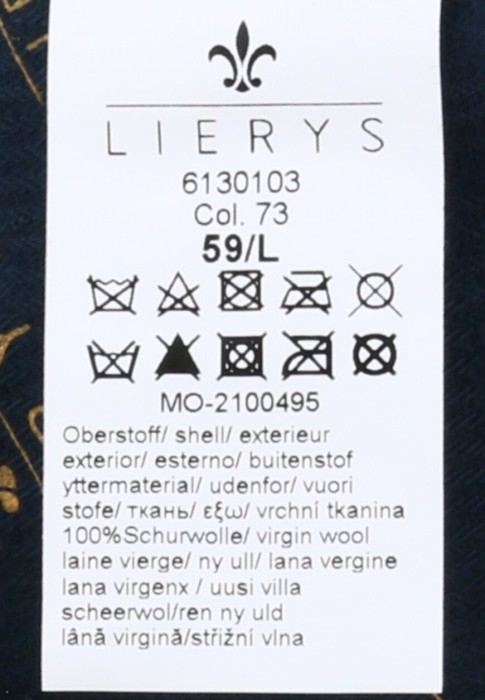 LIERYS
6130103
Col. 73
59/L
MO-2100495
Oberstoff/ shell/ exterieur
exterior/ esterno/ buitenstof
yttermaterial/ udenfor/ vuori
stofe/ ткань/ εξω/ vrchní tkanina
100%Schurwolle/ virgin wool
laine vierge/ ny ull/ lana vergine
lana virgenx / uusi villa
scheerwol/ren ny uld
lână virgină/střižní vlna